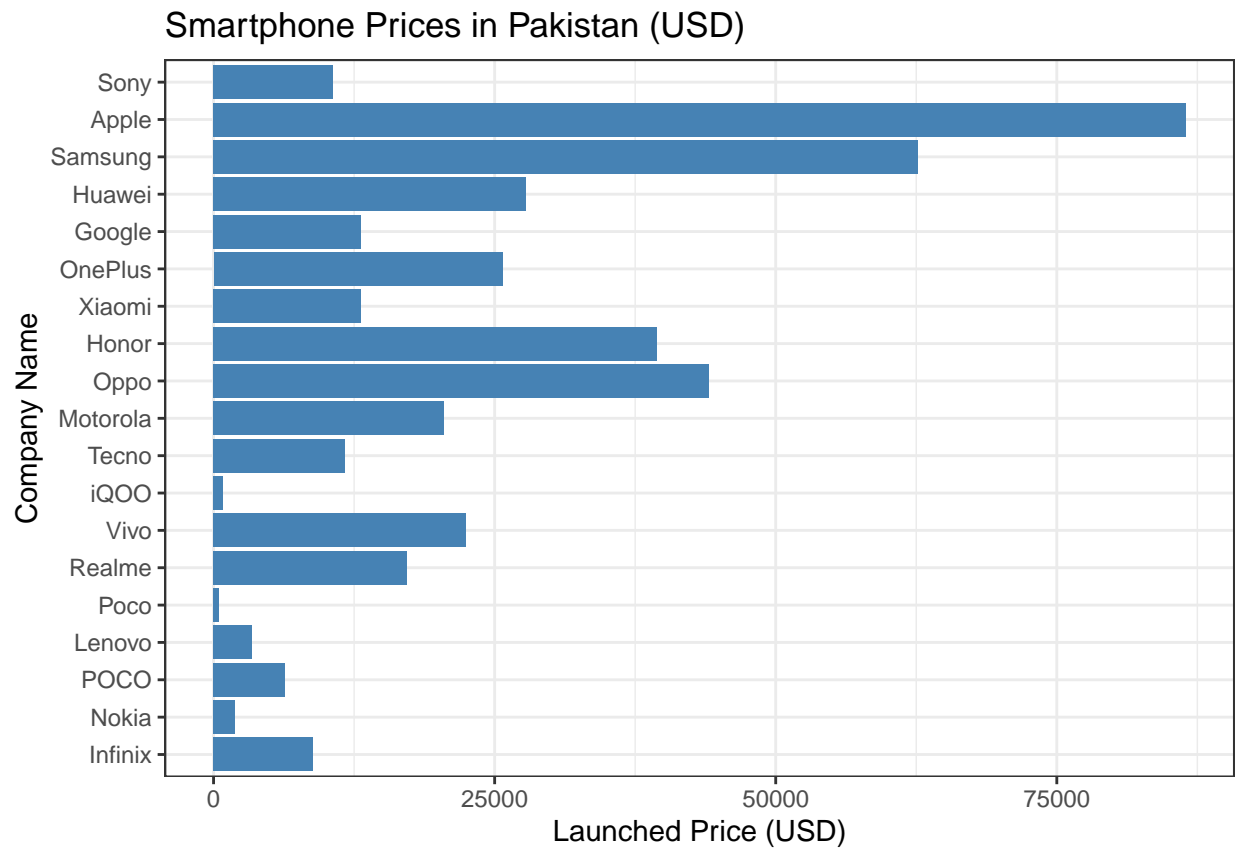 Smartphone Prices in Pakistan (USD)
Company Name
Sony
Apple
Samsung
Huawei
Google
OnePlus
Xiaomi
Honor
Oppo
Motorola
Tecno
iQOO
Vivo
Realme
Poco
Lenovo
POCO
Nokia
Infinix
0 25000 50000 75000
Launched Price (USD)